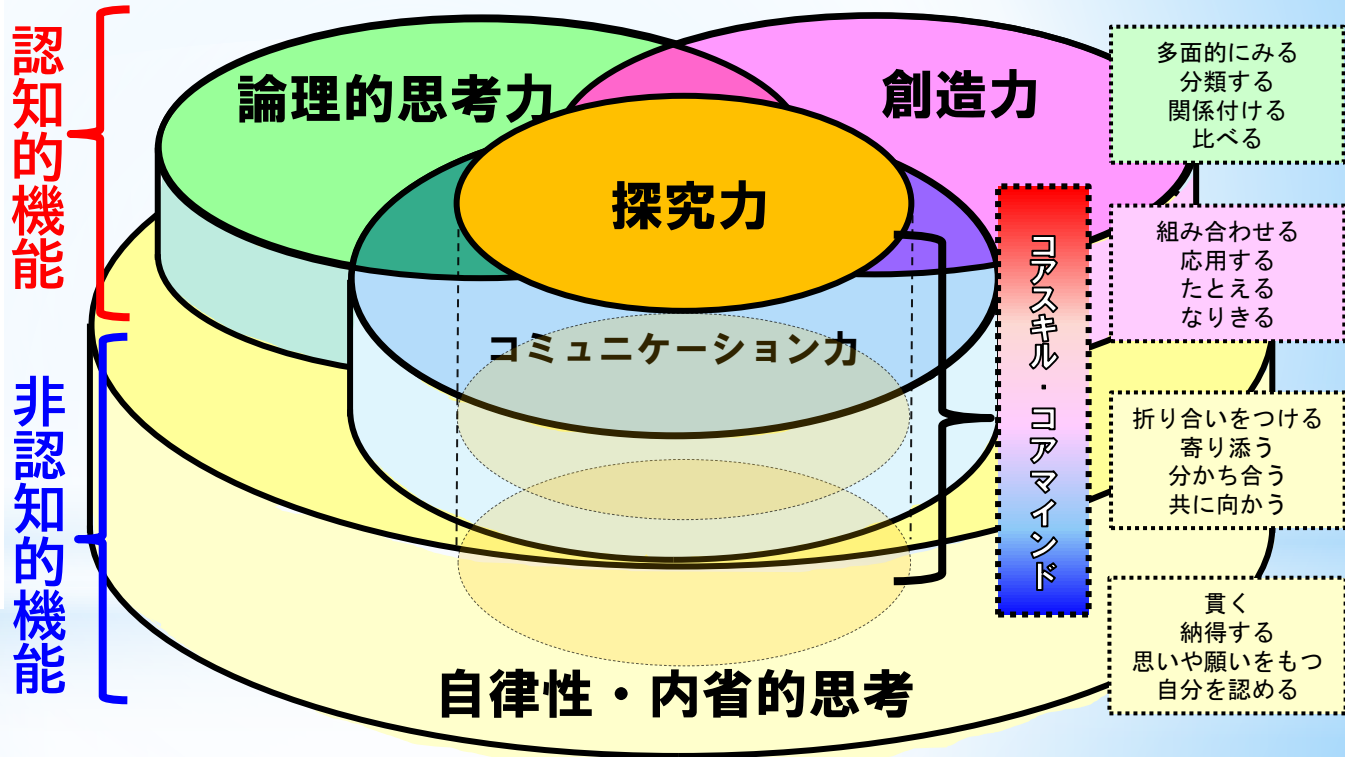 認知的機能
非認知的機能
論理的思考力
創造力
探究力
コミュニケーション力
自律性・内省的思考
コアスキル・コアマインド
多面的にみる
分類する
関係付ける
比べる
組み合わせる
応用する
たとえる
なりきる
折り合いをつける
寄り添う
分かち合う
共に向かう
貫く
納得する
思いや願いをもつ
自分を認める